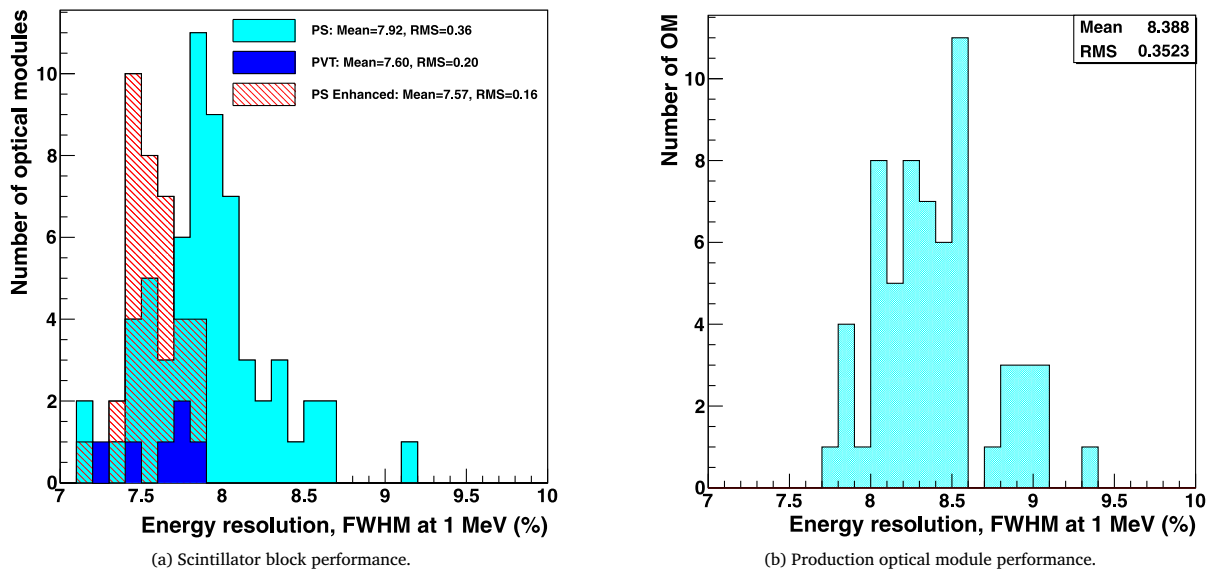 Number of optical modules
10
8
6
4
2
0
PS: Mean=7.92, RMS=0.36
PVT: Mean=7.60, RMS=0.20
PS Enhanced: Mean=7.57, RMS=0.16
7 7.5 8 8.5 9 9.5 10
Energy resolution, FWHM at 1 MeV (%)
(a) Scintillator block performance.
Number of OM
10
8
6
4
2
0
Mean 8.388
RMS 0.3523
7 7.5 8 8.5 9 9.5 10
Energy resolution, FWHM at 1 MeV (%)
(b) Production optical module performance.